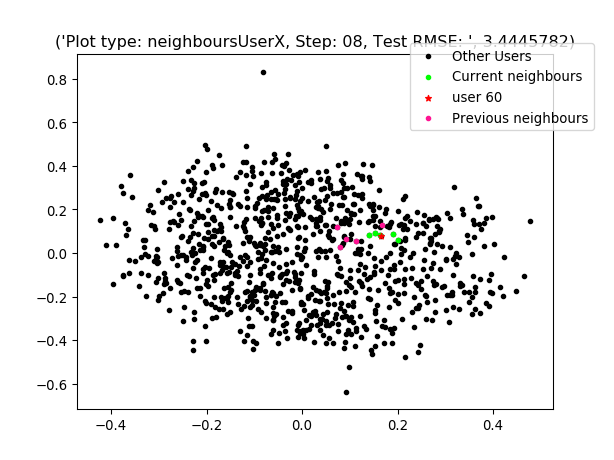 ('Plot type: neighboursUserX, Step: 08, Test RMSE: ', 3.4445782)
Other Users
Current neighbours
user 60
Previous neighbours
0.8
0.6
0.4
0.2
0.0
−0.2
−0.4
−0.6
−0.4 −0.2 0.0 0.2 0.4